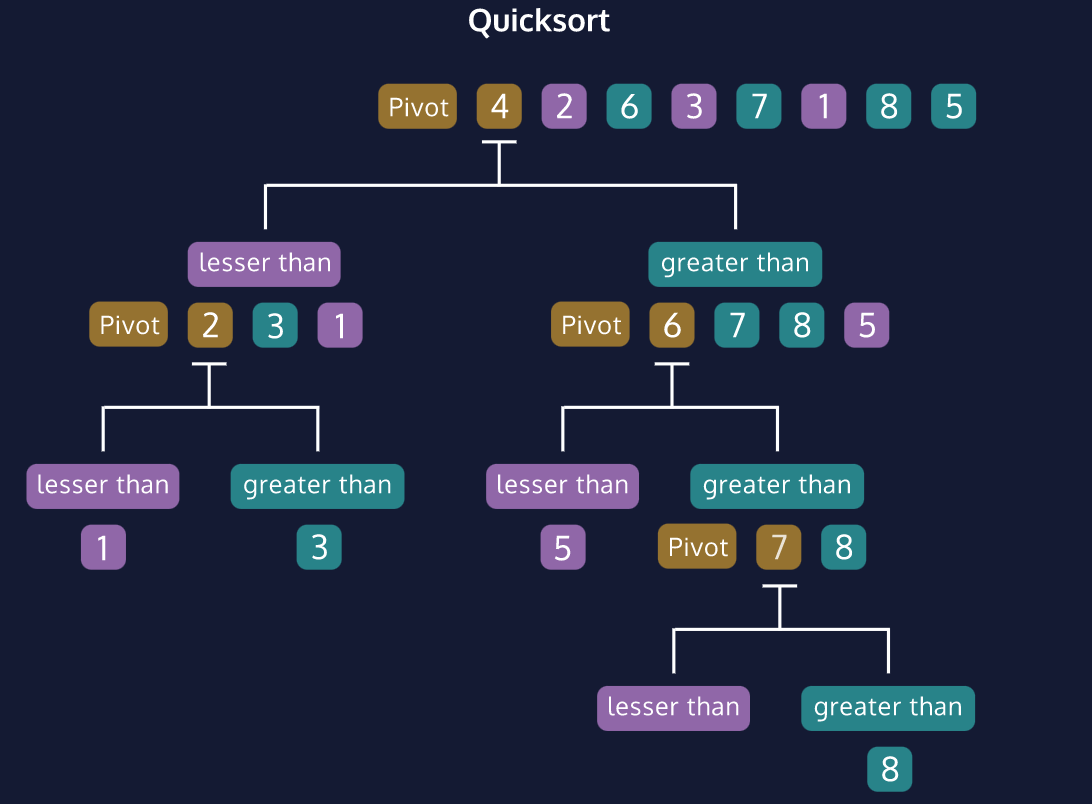 Quicksort
Pivot 4 2 6 3 7 1 8 5
lesser than greater than
Pivot 2 3 1 Pivot 6 7 8 5
lesser than greater than lesser than greater than
1 3 5 Pivot 7 8
lesser than greater than
8